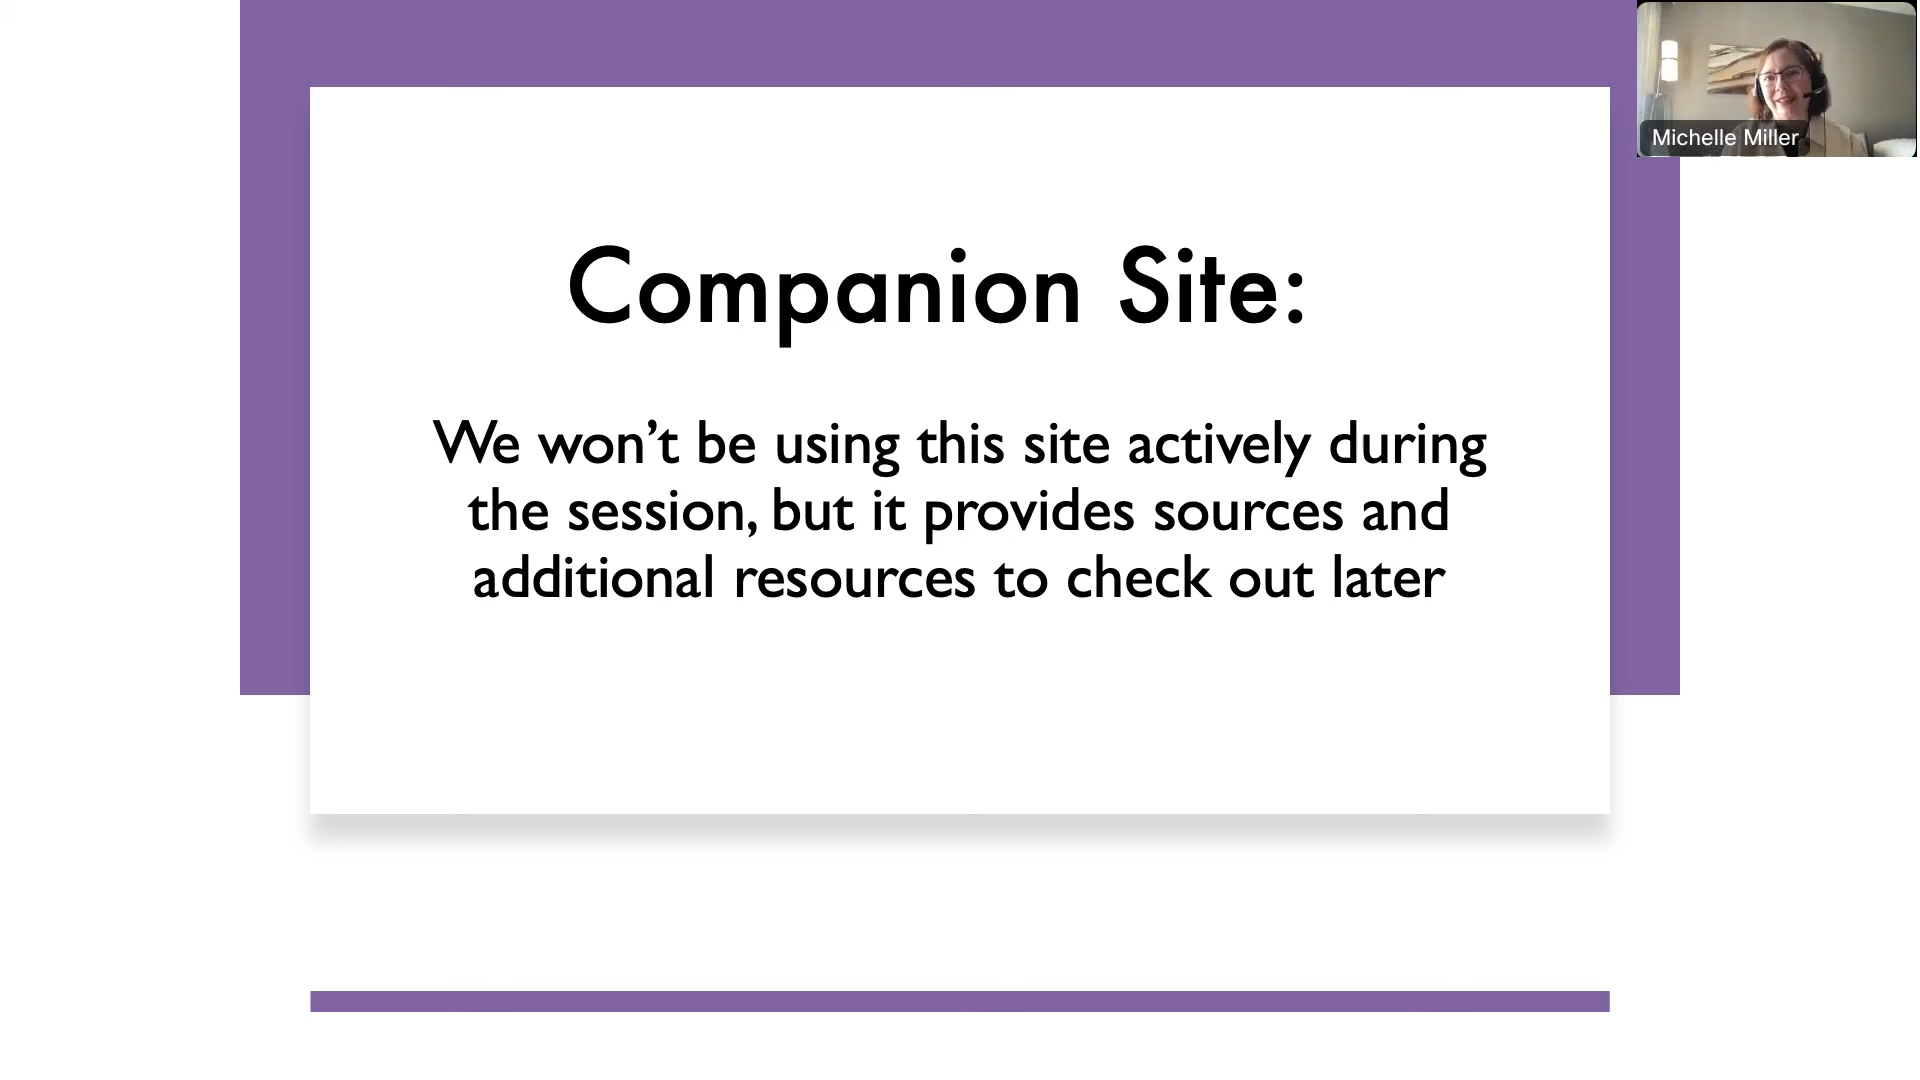 Companion Site:
We won’t be using this site actively during
the session, but it provides sources and
additional resources to check out later
Michelle Miller